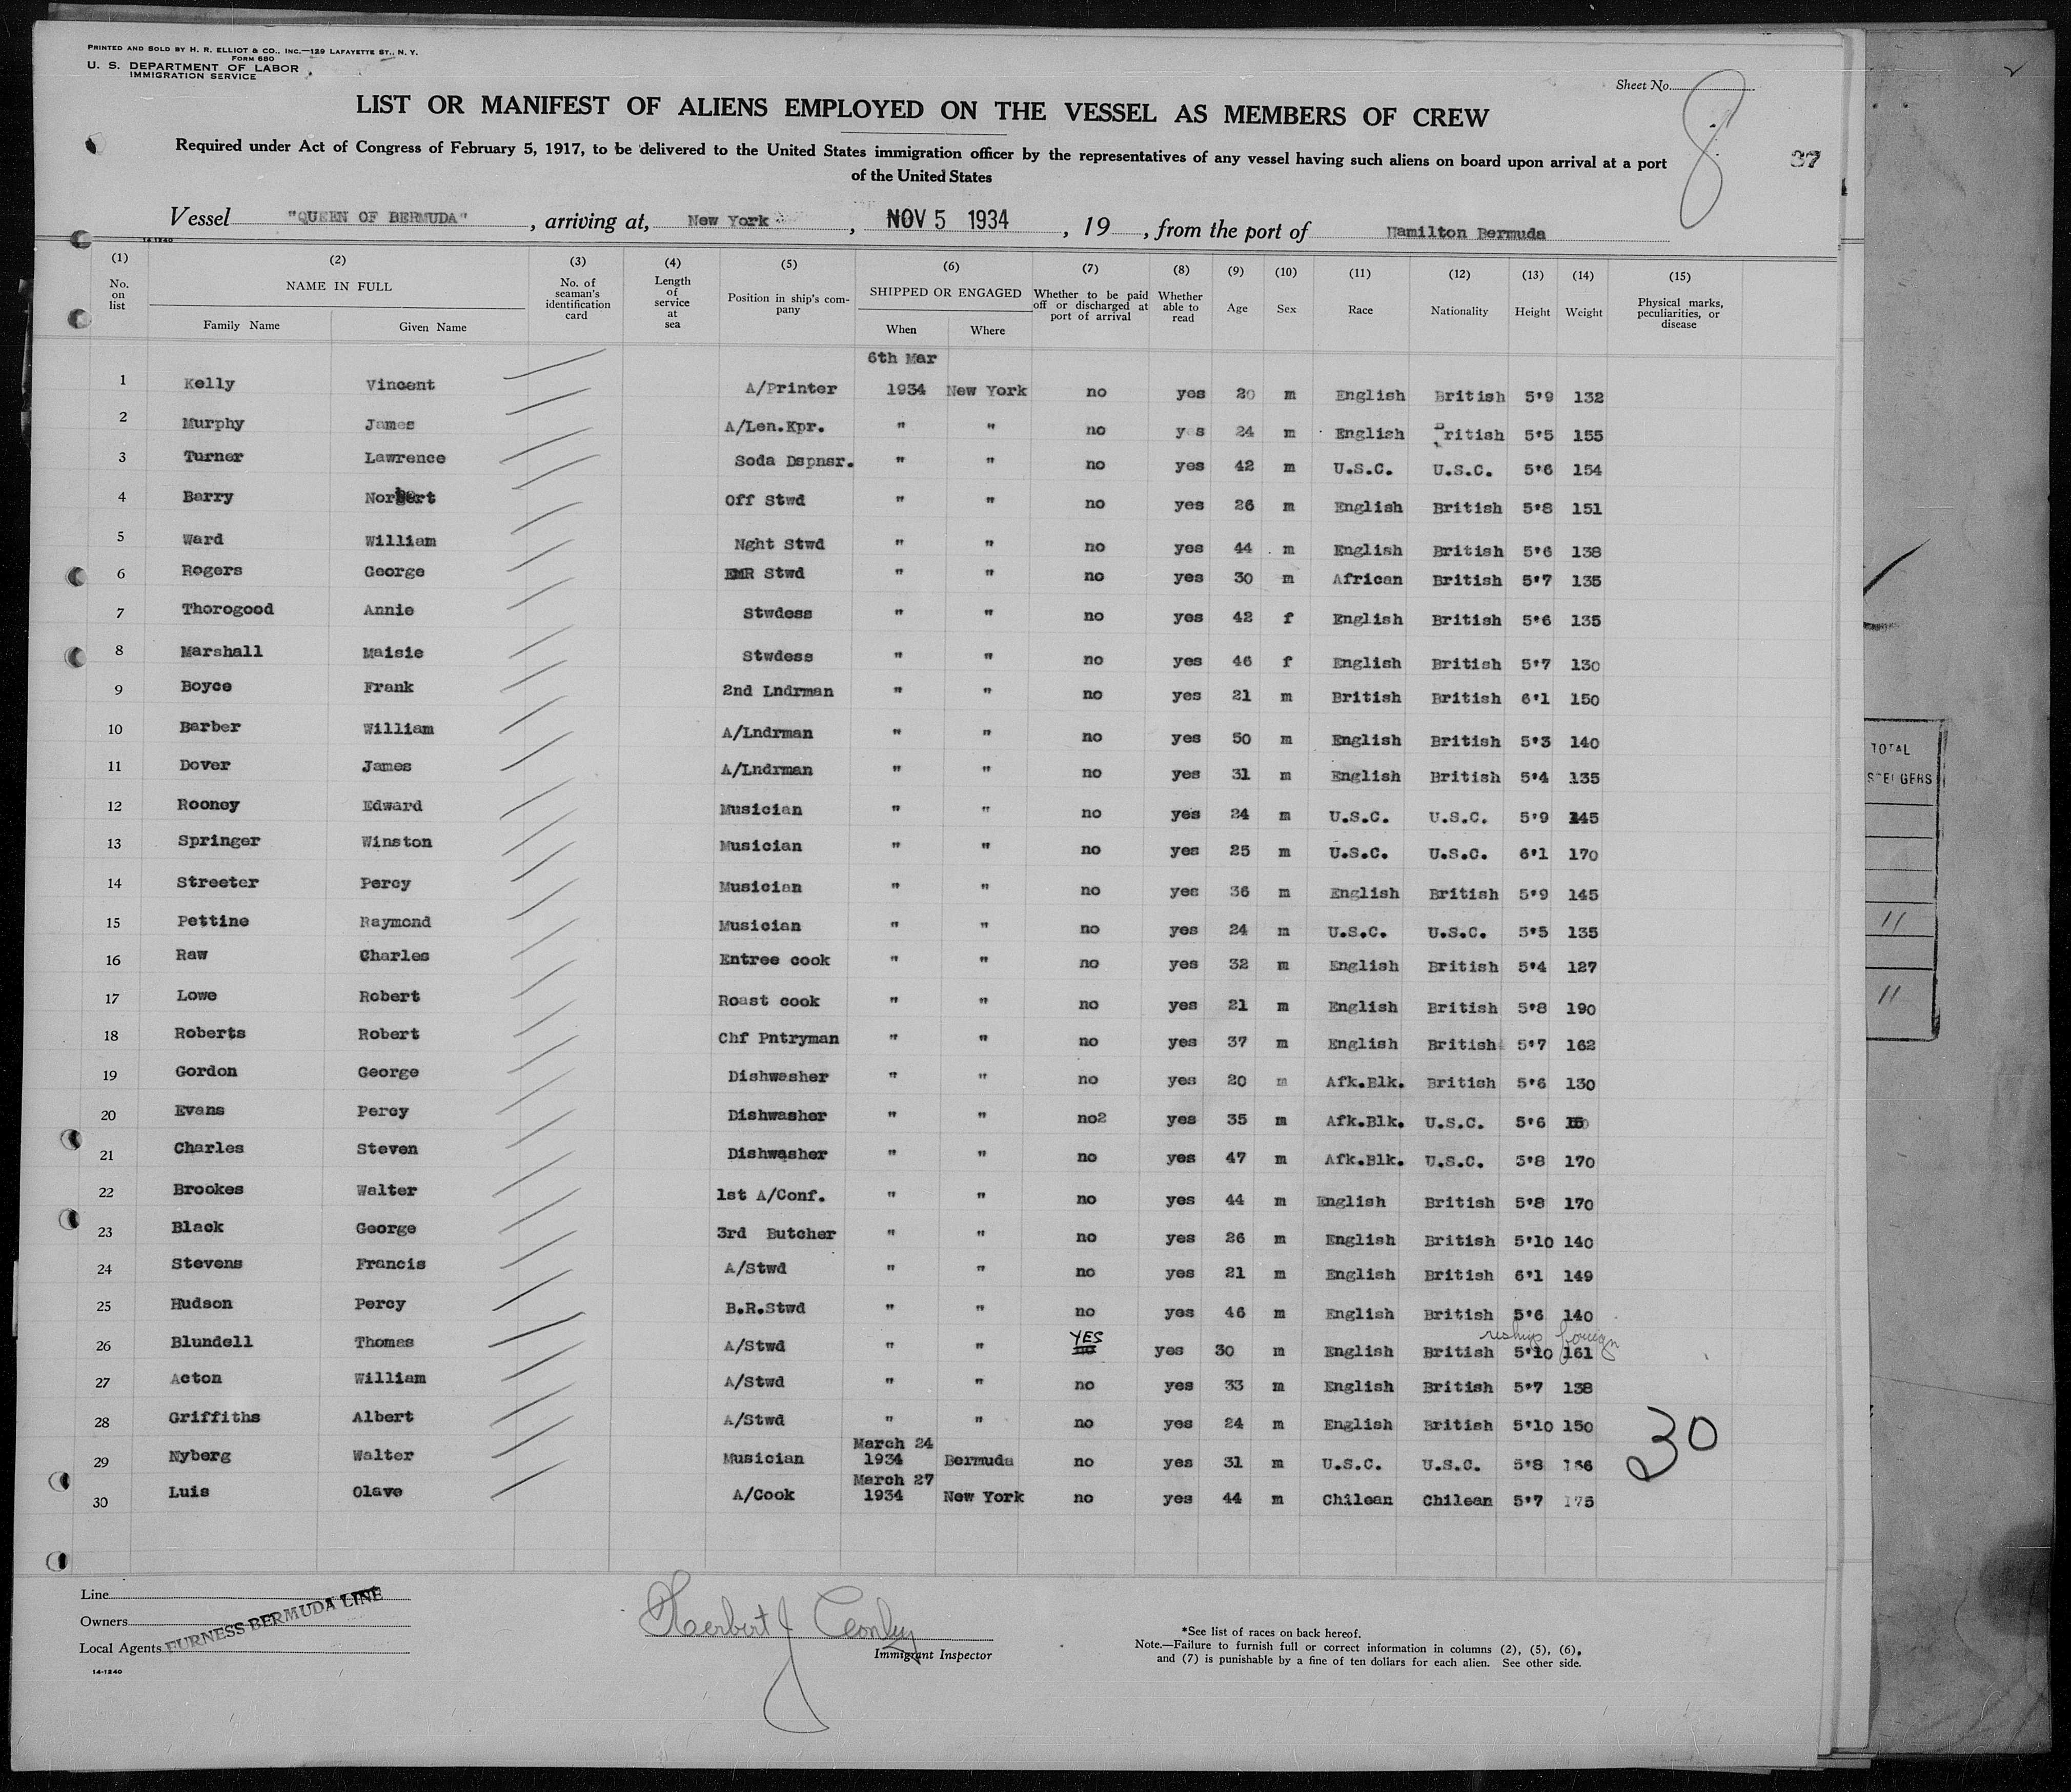 PRINTED AND SOLD BY H. R. ELLIOT & CO., INC.—129 LAFAYETTE ST., N. Y.
FORM 680
U. S. DEPARTMENT OF LABOR
IMMIGRATION SERVICE
Sheet No. 8
LIST OR MANIFEST OF ALIENS EMPLOYED ON THE VESSEL AS MEMBERS OF CREW
Required under Act of Congress of February 5, 1917, to be delivered to the United States immigration officer by the representatives of any vessel having such aliens on board upon arrival at a port
of the United States
37
Vessel "QUEEN OF BERMUDA", arriving at, New York, NOV 5 1934, 19, from the port of Hamilton Bermuda
14-1240
(1) (2) (3) (4) (5) (6) (7) (8) (9) (10) (11) (12) (13) (14) (15)
No. on list NAME IN FULL Family Name Given Name No. of seaman's identification card Length of service at sea Position in ship's company SHIPPED OR ENGAGED When Where Whether to be paid off or discharged at port of arrival Whether able to read Age Sex Race Nationality Height Weight Physical marks, peculiarities, or disease
6th Mar
1 Kelly Vincent A/Printer 1934 New York no yes 20 m English British 5'9 132
2 Murphy James A/Len.Kpr. " " no yes 24 m English British 5'5 155
3 Turner Lawrence Soda Dspnsr. " " no yes 42 m U.S.C. U.S.C. 5'6 154
4 Barry Norbert Off Stwd " " no yes 26 m English British 5'8 151
5 Ward William Nght Stwd " " no yes 44 m English British 5'6 138
6 Rogers George EMR Stwd " " no yes 30 m African British 5'7 135
7 Thorogood Annie Stwdess " " no yes 42 f English British 5'6 135
8 Marshall Maisie Stwdess " " no yes 46 f English British 5'7 130
9 Boyce Frank 2nd Lndrman " " no yes 21 m British British 6'1 150
10 Barber William A/Lndrman " " no yes 50 m English British 5'3 140
11 Dover James A/Lndrman " " no yes 31 m English British 5'4 135
12 Rooney Edward Musician " " no yes 24 m U.S.C. U.S.C. 5'9 145
13 Springer Winston Musician " " no yes 25 m U.S.C. U.S.C. 6'1 170
14 Streeter Percy Musician " " no yes 36 m English British 5'9 145
15 Pettine Raymond Musician " " no yes 24 m U.S.C. U.S.C. 5'5 135
16 Raw Charles Entree cook " " no yes 32 m English British 5'4 127
17 Lowe Robert Roast cook " " no yes 21 m English British 5'8 190
18 Roberts Robert Chf Pntryman " " no yes 37 m English British 5'7 162
19 Gordon George Dishwasher " " no yes 20 m Afk.Blk. British 5'6 130
20 Evans Percy Dishwasher " " no2 yes 35 m Afk.Blk. U.S.C. 5'6
21 Charles Steven Dishwasher " " no yes 47 m Afk.Blk. U.S.C. 5'8 170
22 Brookes Walter 1st A/Conf. " " no yes 44 m English British 5'8 170
23 Black George 3rd Butcher " " no yes 26 m English British 5'10 140
24 Stevens Francis A/Stwd " " no yes 21 m English British 6'1 149
25 Hudson Percy B.R.Stwd " " no yes 46 m English British 5'6 140
YES reship foreign
26 Blundell Thomas A/Stwd " " no yes 30 m English British 5'10 161
27 Acton William A/Stwd " " no yes 33 m English British 5'7 138
28 Griffiths Albert A/Stwd " " no yes 24 m English British 5'10 150
March 24
29 Nyberg Walter Musician 1934 Bermuda no yes 31 m U.S.C. U.S.C. 5'8 166
March 27
30 Luis Olave A/Cook 1934 New York no yes 44 m Chilean Chilean 5'7 175
30
Line
Owners
Local Agents
FURNESS BERMUDA LINE
14-1240
Herbert J
Immigrant Inspector
*See list of races on back hereof.
Note.—Failure to furnish full or correct information in columns (2), (5), (6),
and (7) is punishable by a fine of ten dollars for each alien. See other side.
TOTAL
11
11